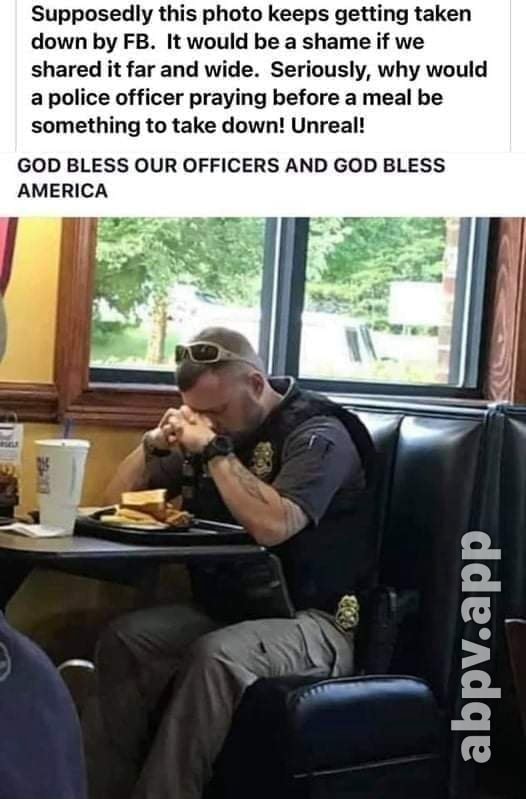 Supposedly this photo keeps getting taken
down by FB.  It would be a shame if we
shared it far and wide.  Seriously, why would
a police officer praying before a meal be
something to take down! Unreal!
GOD BLESS OUR OFFICERS AND GOD BLESS
AMERICA
abpv.app